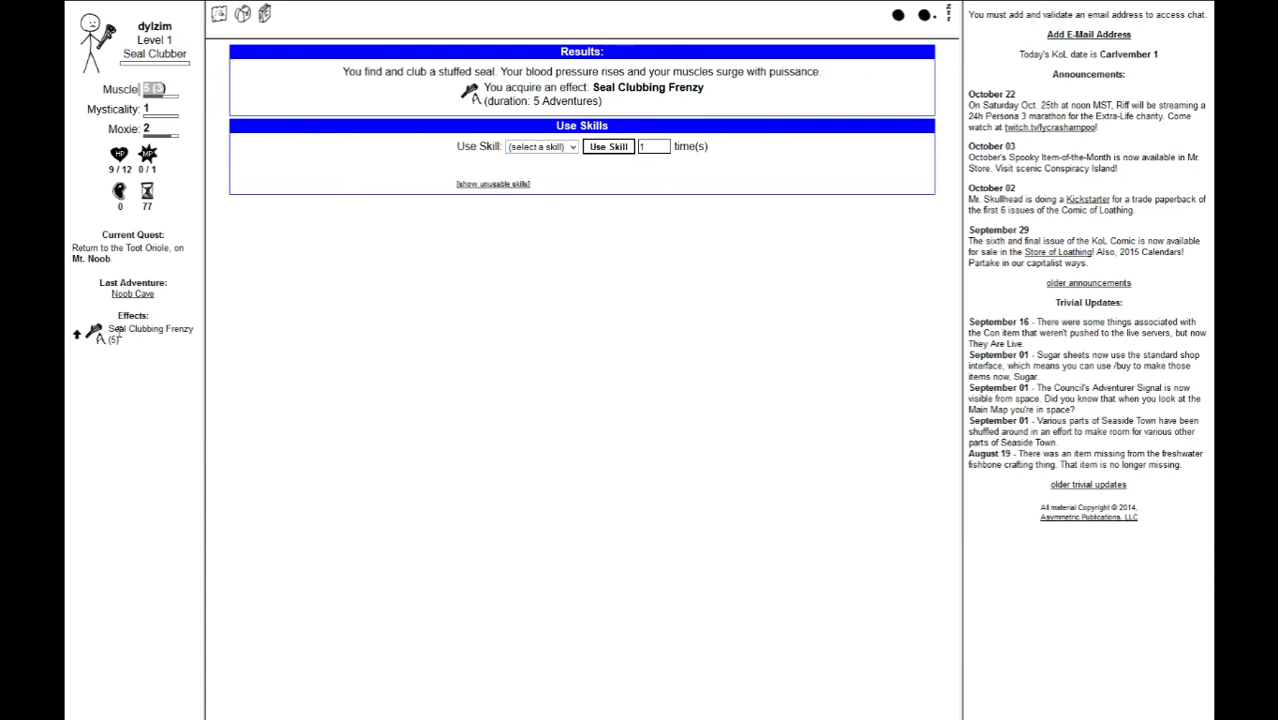 dylzim
Level 1
Seal Clubber
Muscle: 5 (3)
Mysticality: 1
Moxie: 2
HP MP
9 / 12 0 / 1
0 77
Current Quest:
Return to the Toot Oriole, on
Mt. Noob.
Last Adventure:
Noob Cave
Effects:
Seal Clubbing Frenzy
(5)
Results:
You find and club a stuffed seal. Your blood pressure rises and your muscles surge with puissance.
You acquire an effect: Seal Clubbing Frenzy
(duration: 5 Adventures)
Use Skills
Use Skill: (select a skill) Use Skill 1 time(s)
[show unusable skills]
You must add and validate an email address to access chat.
Add E-Mail Address
Today's KoL date is Carlvember 1
Announcements:
October 22
On Saturday Oct. 25th at noon MST, Riff will be streaming a
24h Persona 3 marathon for the Extra-Life charity. Come
watch at twitch.tv/lycrashampoo!
October 03
October's Spooky Item-of-the-Month is now available in Mr.
Store. Visit scenic Conspiracy Island!
October 02
Mr. Skullhead is doing a Kickstarter for a trade paperback of
the first 6 issues of the Comic of Loathing.
September 29
The sixth and final issue of the KoL Comic is now available
for sale in the Store of Loathing! Also, 2015 Calendars!
Partake in our capitalist ways.
older announcements
Trivial Updates:
September 16 - There were some things associated with
the Con item that weren't pushed to the live servers, but now
They Are Live.
September 01 - Sugar sheets now use the standard shop
interface, which means you can use /buy to make those
items now, Sugar.
September 01 - The Council's Adventurer Signal is now
visible from space. Did you know that when you look at the
Main Map you're in space?
September 01 - Various parts of Seaside Town have been
shuffled around in an effort to make room for various other
parts of Seaside Town.
August 19 - There was an item missing from the freshwater
fishbone crafting thing. That item is no longer missing.
older trivial updates
All material Copyright © 2014,
Asymmetric Publications, LLC